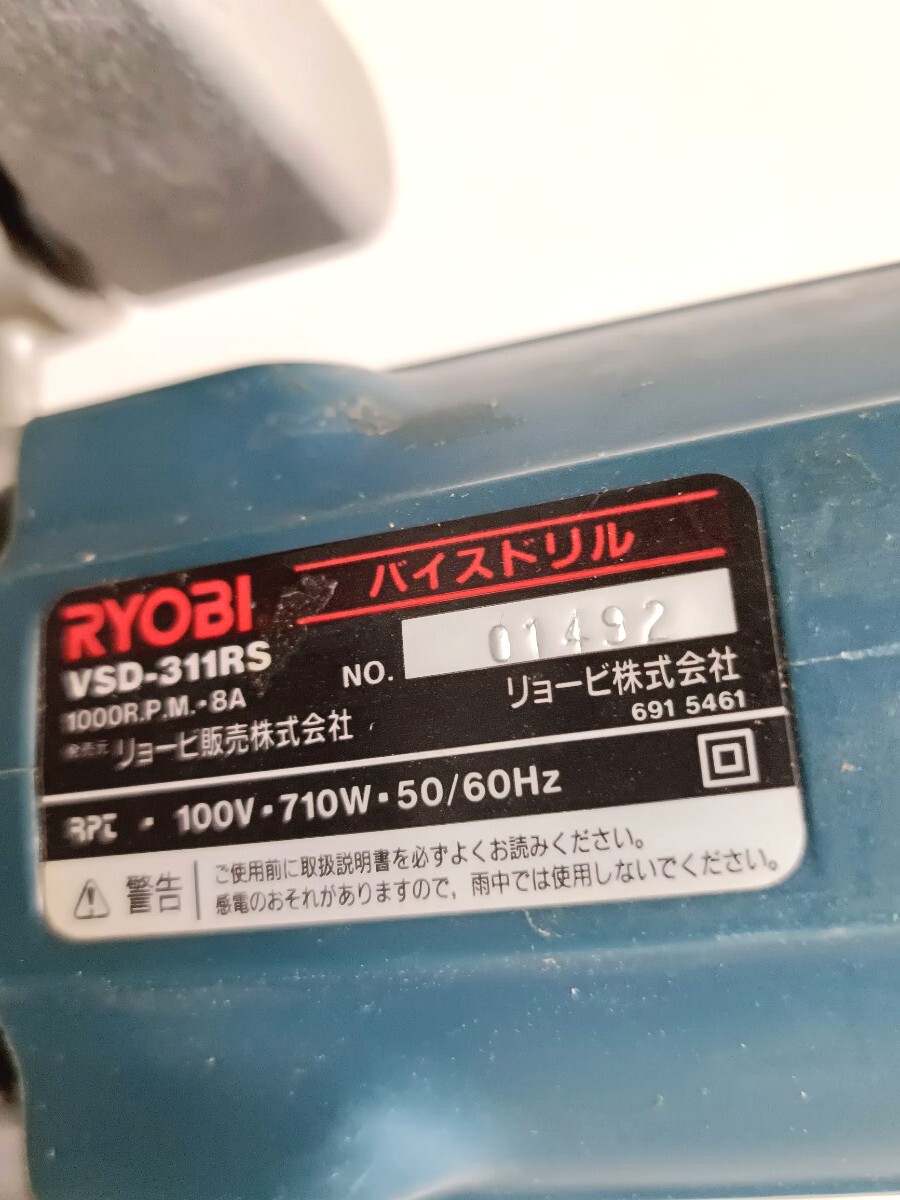 RYOBI
バイスドリル
VSD-311RS
NO. 01492
1000R.P.M.・8A
リョービ株式会社
発売元 リョービ販売株式会社
691 5461
・100V・710W・50/60Hz
警告
ご使用前に取扱説明書を必ずよくお読みください。
感電のおそれがありますので，雨中では使用しないでください。